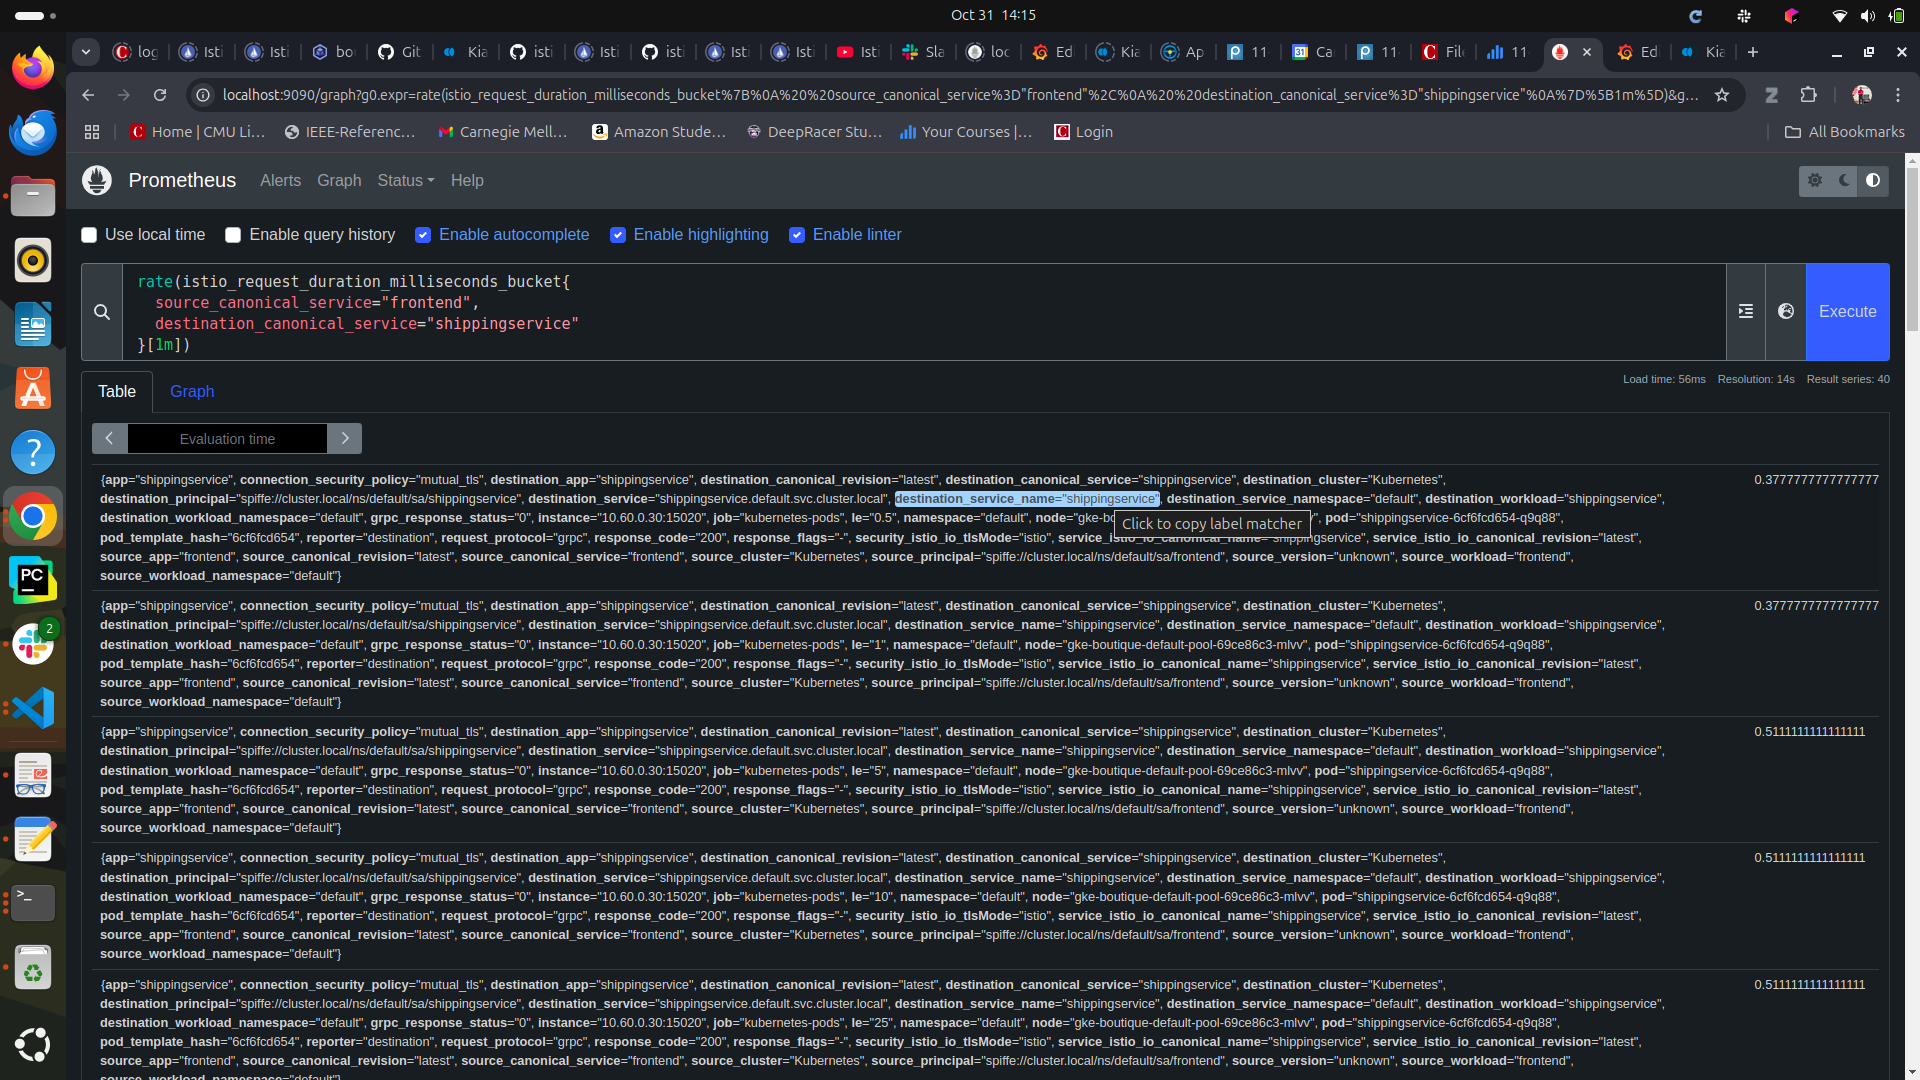 Oct 31 14:15
log
Isti
Isti
bo
Git
Kia
isti
Isti
isti
Isti
Isti
Isti
Sla
loc
Edi
Kia
Ap
11
Ca
11
File
11
Edi
Kia
localhost:9090/graph?g0.expr=rate(istio_request_duration_milliseconds_bucket%7B%0A%20%20source_canonical_service%3D"frontend"%2C%0A%20%20destination_canonical_service%3D"shippingservice"%0A%7D%5B1m%5D)&g...
Home | CMU Li...
IEEE-Referenc...
Carnegie Mell...
Amazon Stude...
DeepRacer Stu...
Your Courses |...
Login
All Bookmarks
Prometheus Alerts Graph Status Help
Use local time Enable query history Enable autocomplete Enable highlighting Enable linter
rate(istio_request_duration_milliseconds_bucket{
source_canonical_service="frontend",
destination_canonical_service="shippingservice"
}[1m])
Execute
Table Graph
Load time: 56ms Resolution: 14s Result series: 40
Evaluation time
{app="shippingservice", connection_security_policy="mutual_tls", destination_app="shippingservice", destination_canonical_revision="latest", destination_canonical_service="shippingservice", destination_cluster="Kubernetes", 0.3777777777777777
destination_principal="spiffe://cluster.local/ns/default/sa/shippingservice", destination_service="shippingservice.default.svc.cluster.local", destination_service_name="shippingservice", destination_service_namespace="default", destination_workload="shippingservice",
destination_workload_namespace="default", grpc_response_status="0", instance="10.60.0.30:15020", job="kubernetes-pods", le="0.5", namespace="default", node="gke-bo ", pod="shippingservice-6cf6fcd654-q9q88",
Click to copy label matcher
pod_template_hash="6cf6fcd654", reporter="destination", request_protocol="grpc", response_code="200", response_flags="-", security_istio_io_tlsMode="istio", service_istio_io_canonical_name="shippingservice", service_istio_io_canonical_revision="latest",
source_app="frontend", source_canonical_revision="latest", source_canonical_service="frontend", source_cluster="Kubernetes", source_principal="spiffe://cluster.local/ns/default/sa/frontend", source_version="unknown", source_workload="frontend",
source_workload_namespace="default"}
{app="shippingservice", connection_security_policy="mutual_tls", destination_app="shippingservice", destination_canonical_revision="latest", destination_canonical_service="shippingservice", destination_cluster="Kubernetes", 0.3777777777777777
destination_principal="spiffe://cluster.local/ns/default/sa/shippingservice", destination_service="shippingservice.default.svc.cluster.local", destination_service_name="shippingservice", destination_service_namespace="default", destination_workload="shippingservice",
destination_workload_namespace="default", grpc_response_status="0", instance="10.60.0.30:15020", job="kubernetes-pods", le="1", namespace="default", node="gke-boutique-default-pool-69ce86c3-mlvv", pod="shippingservice-6cf6fcd654-q9q88",
pod_template_hash="6cf6fcd654", reporter="destination", request_protocol="grpc", response_code="200", response_flags="-", security_istio_io_tlsMode="istio", service_istio_io_canonical_name="shippingservice", service_istio_io_canonical_revision="latest",
source_app="frontend", source_canonical_revision="latest", source_canonical_service="frontend", source_cluster="Kubernetes", source_principal="spiffe://cluster.local/ns/default/sa/frontend", source_version="unknown", source_workload="frontend",
source_workload_namespace="default"}
{app="shippingservice", connection_security_policy="mutual_tls", destination_app="shippingservice", destination_canonical_revision="latest", destination_canonical_service="shippingservice", destination_cluster="Kubernetes", 0.5111111111111111
destination_principal="spiffe://cluster.local/ns/default/sa/shippingservice", destination_service="shippingservice.default.svc.cluster.local", destination_service_name="shippingservice", destination_service_namespace="default", destination_workload="shippingservice",
destination_workload_namespace="default", grpc_response_status="0", instance="10.60.0.30:15020", job="kubernetes-pods", le="5", namespace="default", node="gke-boutique-default-pool-69ce86c3-mlvv", pod="shippingservice-6cf6fcd654-q9q88",
pod_template_hash="6cf6fcd654", reporter="destination", request_protocol="grpc", response_code="200", response_flags="-", security_istio_io_tlsMode="istio", service_istio_io_canonical_name="shippingservice", service_istio_io_canonical_revision="latest",
source_app="frontend", source_canonical_revision="latest", source_canonical_service="frontend", source_cluster="Kubernetes", source_principal="spiffe://cluster.local/ns/default/sa/frontend", source_version="unknown", source_workload="frontend",
source_workload_namespace="default"}
{app="shippingservice", connection_security_policy="mutual_tls", destination_app="shippingservice", destination_canonical_revision="latest", destination_canonical_service="shippingservice", destination_cluster="Kubernetes", 0.5111111111111111
destination_principal="spiffe://cluster.local/ns/default/sa/shippingservice", destination_service="shippingservice.default.svc.cluster.local", destination_service_name="shippingservice", destination_service_namespace="default", destination_workload="shippingservice",
destination_workload_namespace="default", grpc_response_status="0", instance="10.60.0.30:15020", job="kubernetes-pods", le="10", namespace="default", node="gke-boutique-default-pool-69ce86c3-mlvv", pod="shippingservice-6cf6fcd654-q9q88",
pod_template_hash="6cf6fcd654", reporter="destination", request_protocol="grpc", response_code="200", response_flags="-", security_istio_io_tlsMode="istio", service_istio_io_canonical_name="shippingservice", service_istio_io_canonical_revision="latest",
source_app="frontend", source_canonical_revision="latest", source_canonical_service="frontend", source_cluster="Kubernetes", source_principal="spiffe://cluster.local/ns/default/sa/frontend", source_version="unknown", source_workload="frontend",
source_workload_namespace="default"}
{app="shippingservice", connection_security_policy="mutual_tls", destination_app="shippingservice", destination_canonical_revision="latest", destination_canonical_service="shippingservice", destination_cluster="Kubernetes", 0.5111111111111111
destination_principal="spiffe://cluster.local/ns/default/sa/shippingservice", destination_service="shippingservice.default.svc.cluster.local", destination_service_name="shippingservice", destination_service_namespace="default", destination_workload="shippingservice",
destination_workload_namespace="default", grpc_response_status="0", instance="10.60.0.30:15020", job="kubernetes-pods", le="25", namespace="default", node="gke-boutique-default-pool-69ce86c3-mlvv", pod="shippingservice-6cf6fcd654-q9q88",
pod_template_hash="6cf6fcd654", reporter="destination", request_protocol="grpc", response_code="200", response_flags="-", security_istio_io_tlsMode="istio", service_istio_io_canonical_name="shippingservice", service_istio_io_canonical_revision="latest",
source_app="frontend", source_canonical_revision="latest", source_canonical_service="frontend", source_cluster="Kubernetes", source_principal="spiffe://cluster.local/ns/default/sa/frontend", source_version="unknown", source_workload="frontend",
source_workload_namespace="default"}
PC
2